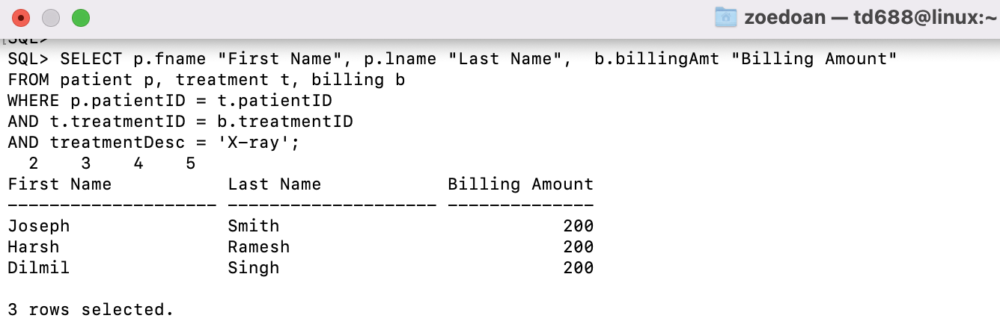 zoedoan — td688@linux:~
SQL>
SQL> SELECT p.fname "First Name", p.lname "Last Name",  b.billingAmt "Billing Amount"
FROM patient p, treatment t, billing b
WHERE p.patientID = t.patientID
AND t.treatmentID = b.treatmentID
AND treatmentDesc = 'X-ray';
  2    3    4    5
First Name           Last Name            Billing Amount
-------------------- -------------------- --------------
Joseph               Smith                           200
Harsh                Ramesh                          200
Dilmil               Singh                           200
3 rows selected.